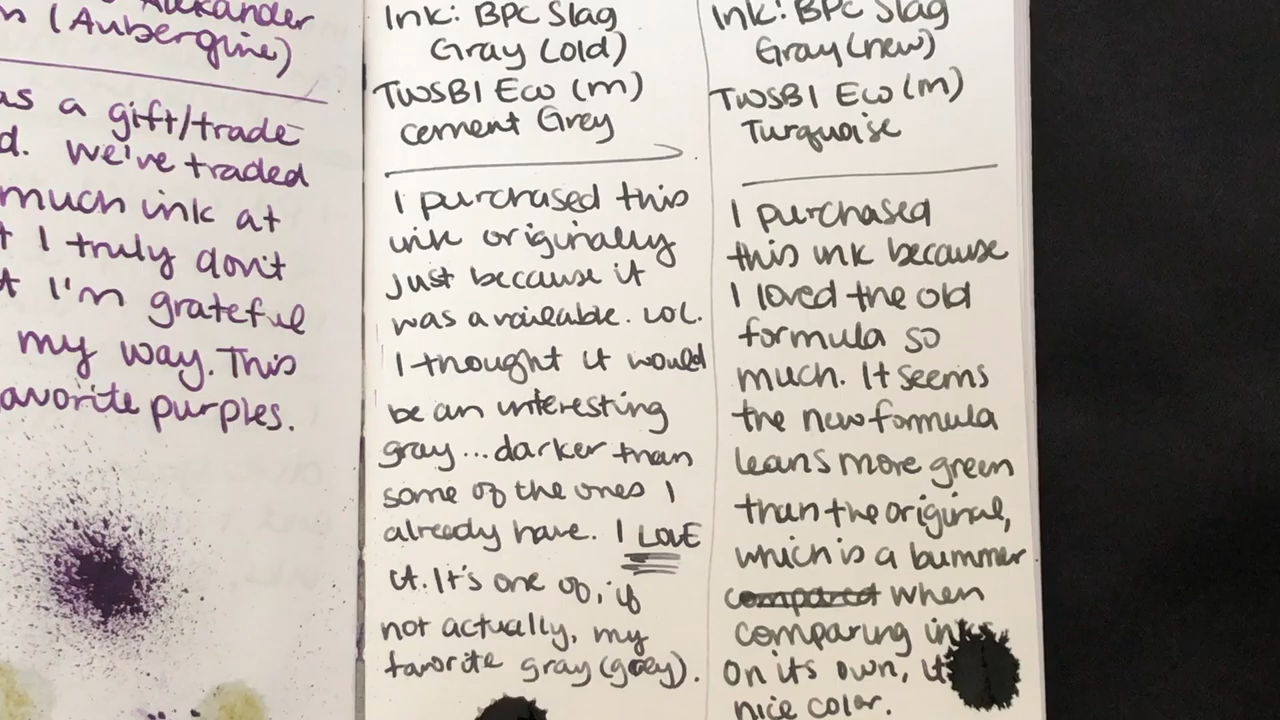 Alexander
(Aubergine)
as a gift/trade
d. We've traded
much ink at
I truly don't
I'm grateful
my way. This
avorite purples.
Ink: BPC Slag
Gray (old)
TWSBI Eco (m)
cement Grey
I purchased this
ink originally
just because it
was available. LOL.
I thought it would
be an interesting
gray...darker than
some of the ones I
already have. I LOVE
it. It's one of, if
not actually, my
favorite gray (grey).
Ink: BPC Slag
Gray (new)
TWSBI Eco (m)
Turquoise
I purchased
this ink because
I loved the old
formula so
much. It seems
the new formula
leans more green
than the original,
which is a bummer
compared when
comparing inks.
On its own, it
nice color.